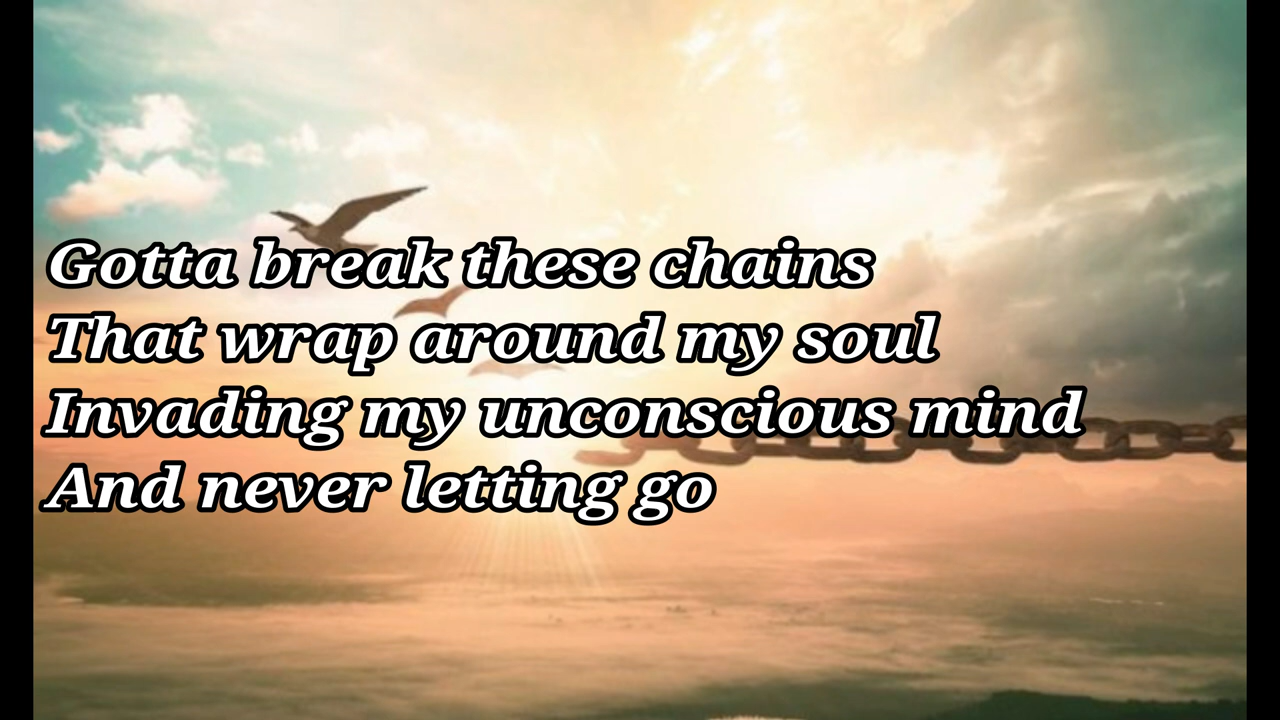 Gotta break these chains
That wrap around my soul
Invading my unconscious mind
And never letting go